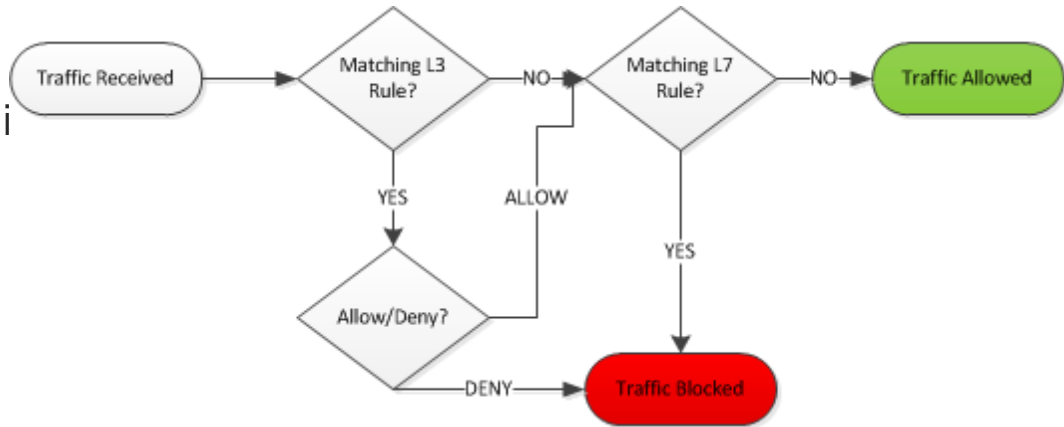 Traffic Received
Matching L3
Rule?
NO
Matching L7
Rule?
NO
Traffic Allowed
i
YES
ALLOW
YES
Allow/Deny?
DENY
Traffic Blocked